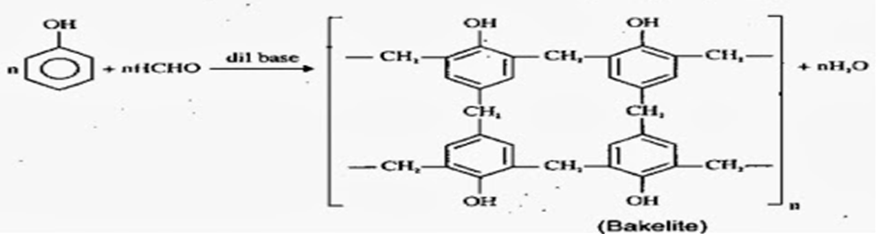 OH OH OH
n + nHCHO dil base —CH₂ CH₂ CH₂— + nH₂O
CH₂ CH₂
—CH₂ CH₂ CH₂—
OH OH n
(Bakelite)